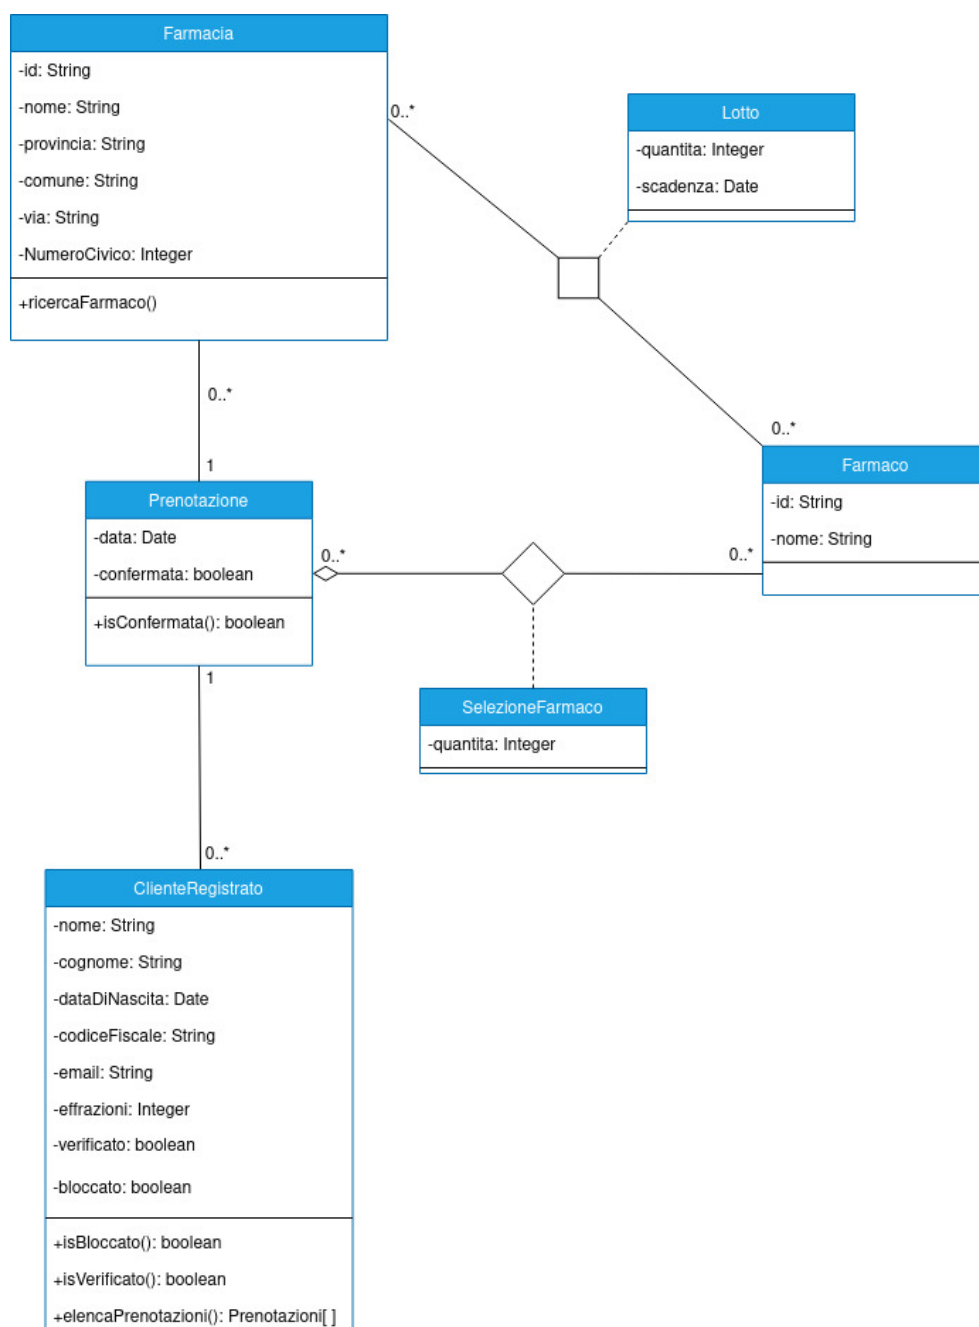 Farmacia
-id: String
-nome: String
-provincia: String
-comune: String
-via: String
-NumeroCivico: Integer
+ricercaFarmaco()
0..*
Lotto
-quantita: Integer
-scadenza: Date
0..*
1
0..*
Farmaco
-id: String
-nome: String
Prenotazione
-data: Date
-confermata: boolean
+isConfermata(): boolean
0..*
0..*
SelezioneFarmaco
-quantita: Integer
1
0..*
ClienteRegistrato
-nome: String
-cognome: String
-dataDiNascita: Date
-codiceFiscale: String
-email: String
-effrazioni: Integer
-verificato: boolean
-bloccato: boolean
+isBloccato(): boolean
+isVerificato(): boolean
+elencaPrenotazioni(): Prenotazioni[ ]